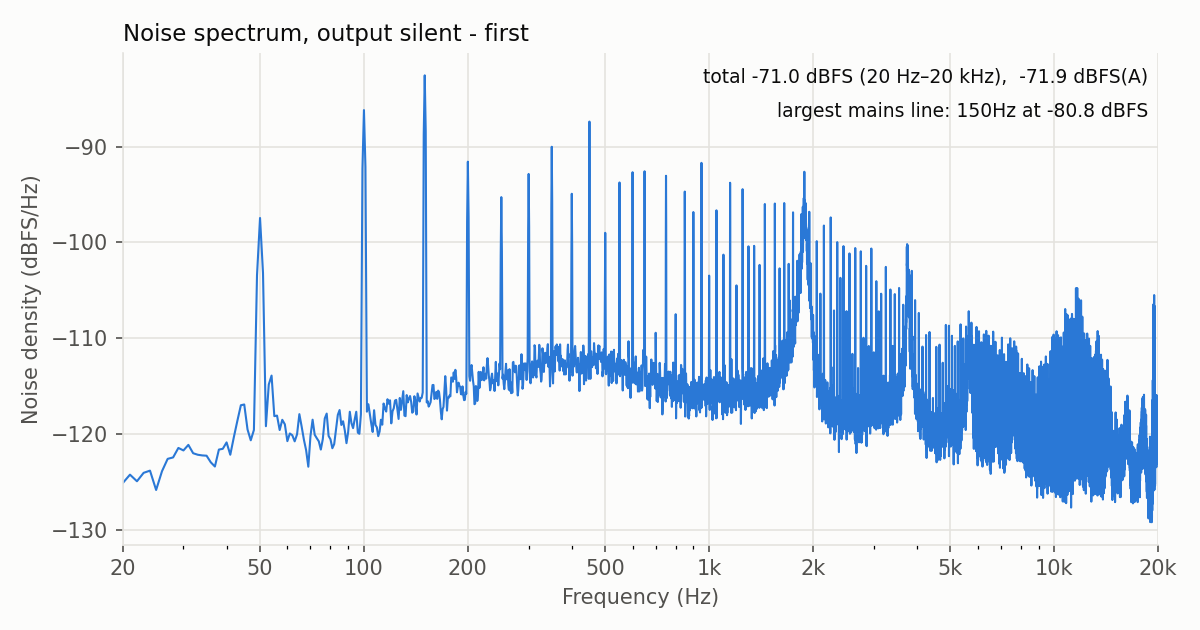 Noise spectrum, output silent - first
total -71.0 dBFS (20 Hz–20 kHz),  -71.9 dBFS(A)
largest mains line: 150Hz at -80.8 dBFS
Noise density (dBFS/Hz)
−90
−100
−110
−120
−130
20 50 100 200 500 1k 2k 5k 10k 20k
Frequency (Hz)